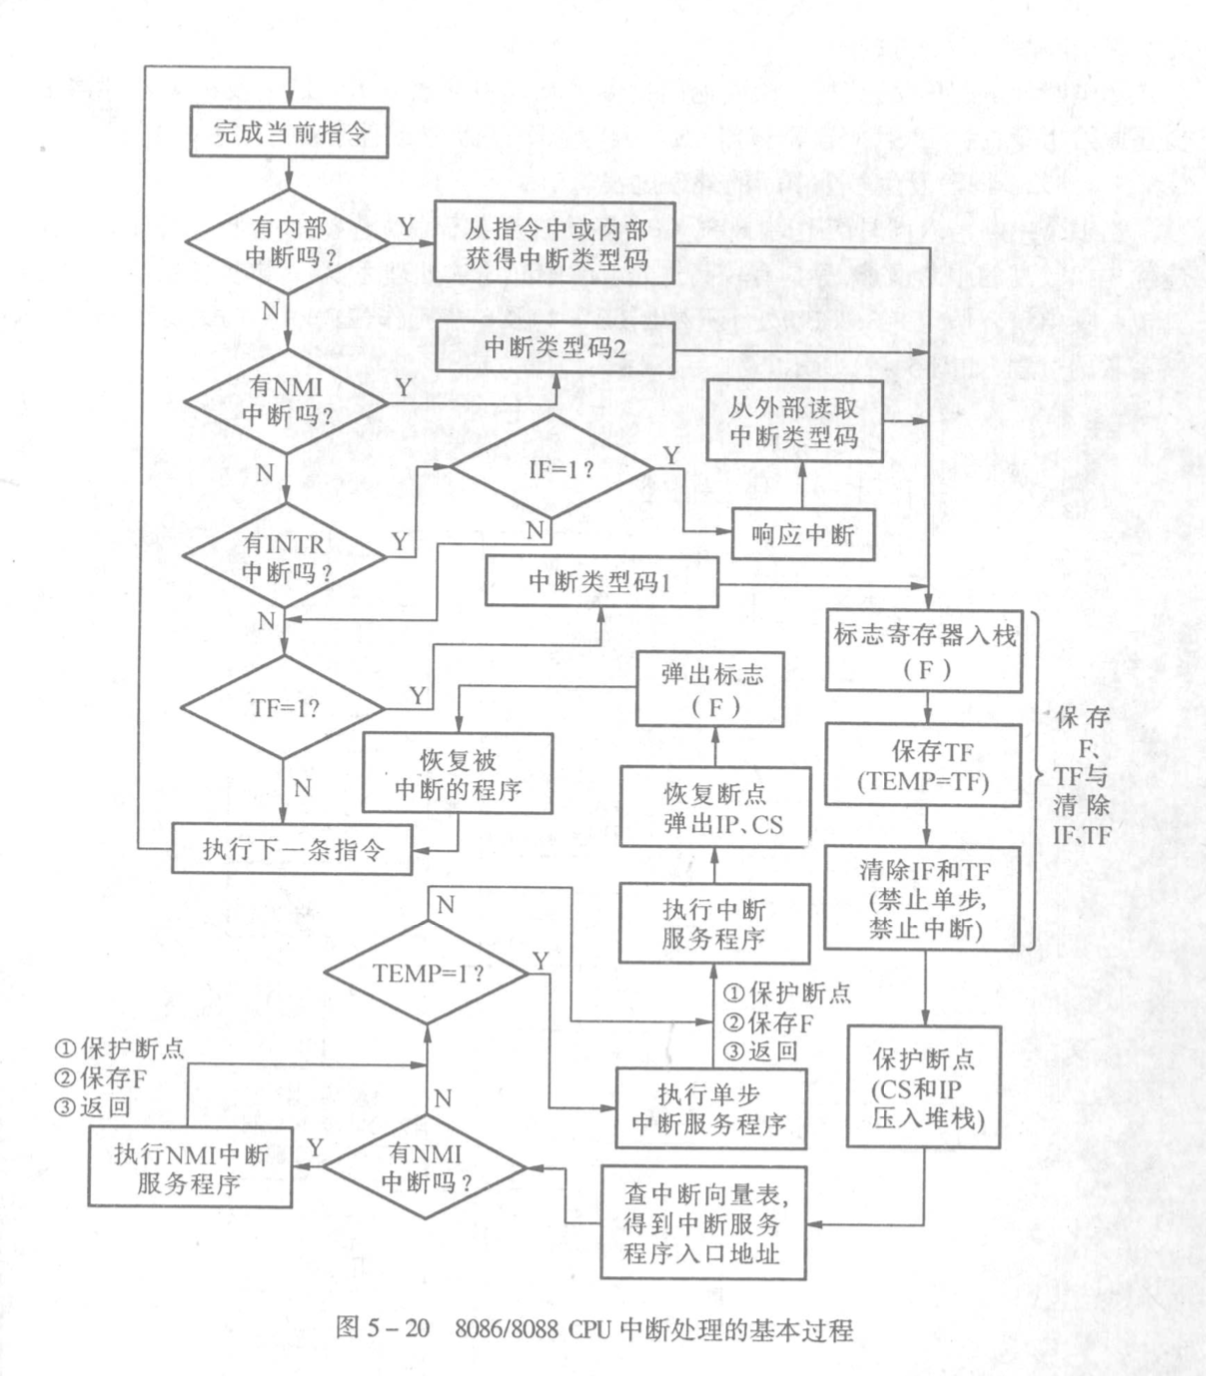 完成当前指令
有内部
中断吗?
Y
从指令中或内部
获得中断类型码
N
中断类型码2
有NMI
中断吗?
Y
从外部读取
中断类型码
N
IF=1?
Y
有INTR
中断吗?
Y
N
响应中断
中断类型码1
N
标志寄存器入栈
(F)
弹出标志
(F)
TF=1?
Y
保存
F、
TF与
清除
IF、TF
保存TF
(TEMP=TF)
恢复被
中断的程序
N
恢复断点
弹出IP、CS
执行下一条指令
清除IF和TF
(禁止单步,
禁止中断)
N
执行中断
服务程序
TEMP=1?
Y
①保护断点
②保存F
③返回
①保护断点
②保存F
③返回
保护断点
(CS和IP
压入堆栈)
N
执行单步
中断服务程序
执行NMI中断
服务程序
Y
有NMI
中断吗?
查中断向量表,
得到中断服务
程序入口地址
图 5-20 8086/8088 CPU 中断处理的基本过程